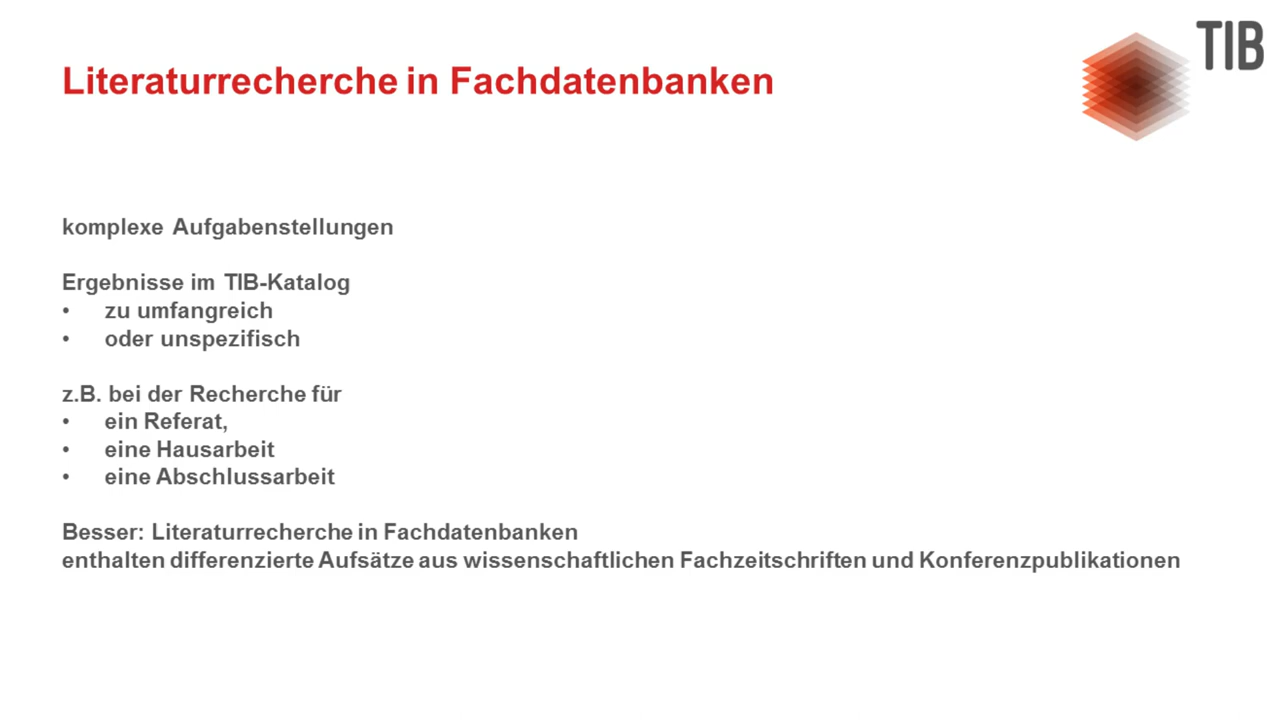 TIB
Literaturrecherche in Fachdatenbanken
komplexe Aufgabenstellungen
Ergebnisse im TIB-Katalog
• zu umfangreich
• oder unspezifisch
z.B. bei der Recherche für
• ein Referat,
• eine Hausarbeit
• eine Abschlussarbeit
Besser: Literaturrecherche in Fachdatenbanken
enthalten differenzierte Aufsätze aus wissenschaftlichen Fachzeitschriften und Konferenzpublikationen